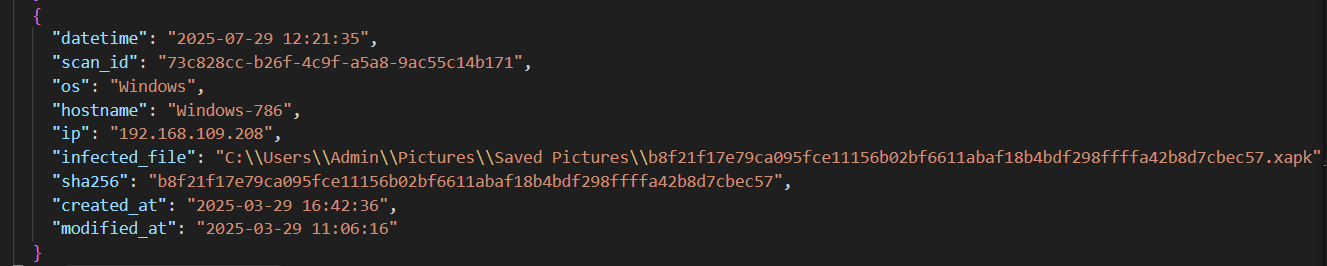 {
"datetime": "2025-07-29 12:21:35",
"scan_id": "73c828cc-b26f-4c9f-a5a8-9ac55c14b171",
"os": "Windows",
"hostname": "Windows-786",
"ip": "192.168.109.208",
"infected_file": "C:\\Users\\Admin\\Pictures\\Saved Pictures\\b8f21f17e79ca095fce11156b02bf6611abaf18b4bdf298ffffa42b8d7cbec57.xapk",
"sha256": "b8f21f17e79ca095fce11156b02bf6611abaf18b4bdf298ffffa42b8d7cbec57",
"created_at": "2025-03-29 16:42:36",
"modified_at": "2025-03-29 11:06:16"
}